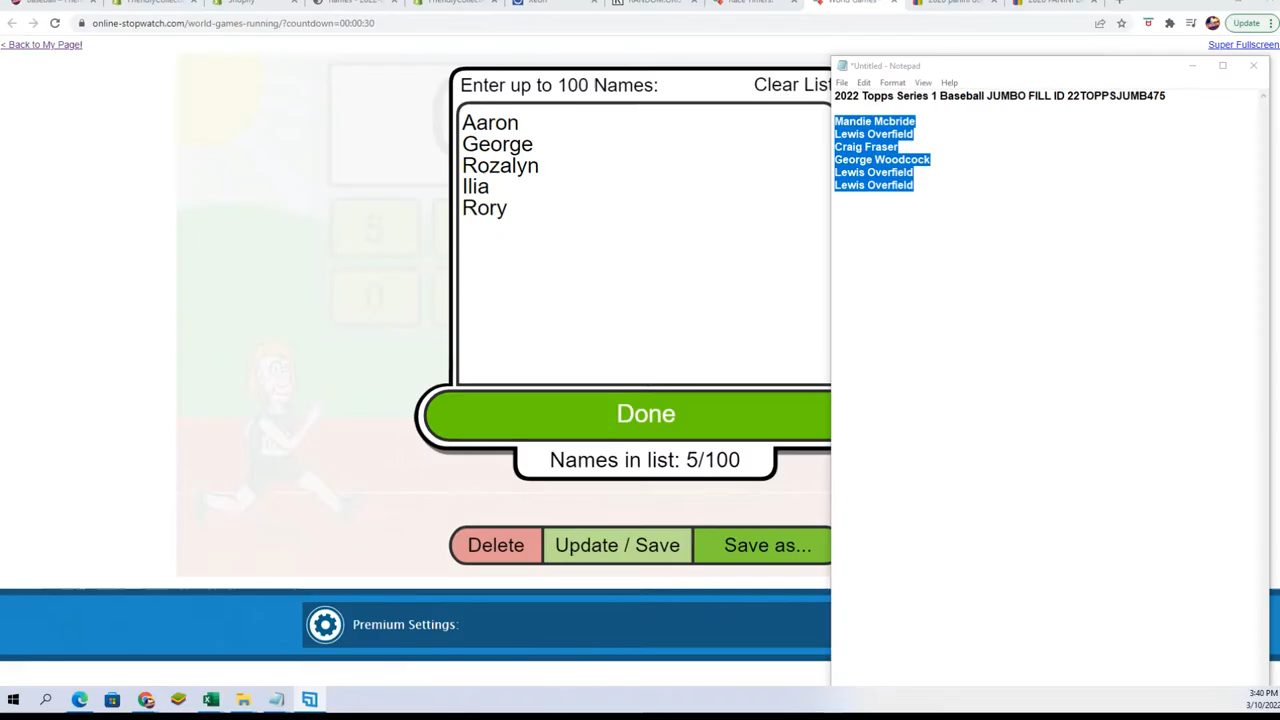 online-stopwatch.com/world-games-running/?countdown=00:00:30
Update
< Back to My Page!
Super Fullscreen
Enter up to 100 Names:
Clear List
Aaron
George
Rozalyn
Ilia
Rory
Done
Names in list: 5/100
Delete
Update / Save
Save as...
Premium Settings:
*Untitled - Notepad
File Edit Format View Help
2022 Topps Series 1 Baseball JUMBO FILL ID 22TOPPSJUMB475
Mandie Mcbride
Lewis Overfield
Craig Fraser
George Woodcock
Lewis Overfield
Lewis Overfield
5
0
3:40 PM
3/10/2022